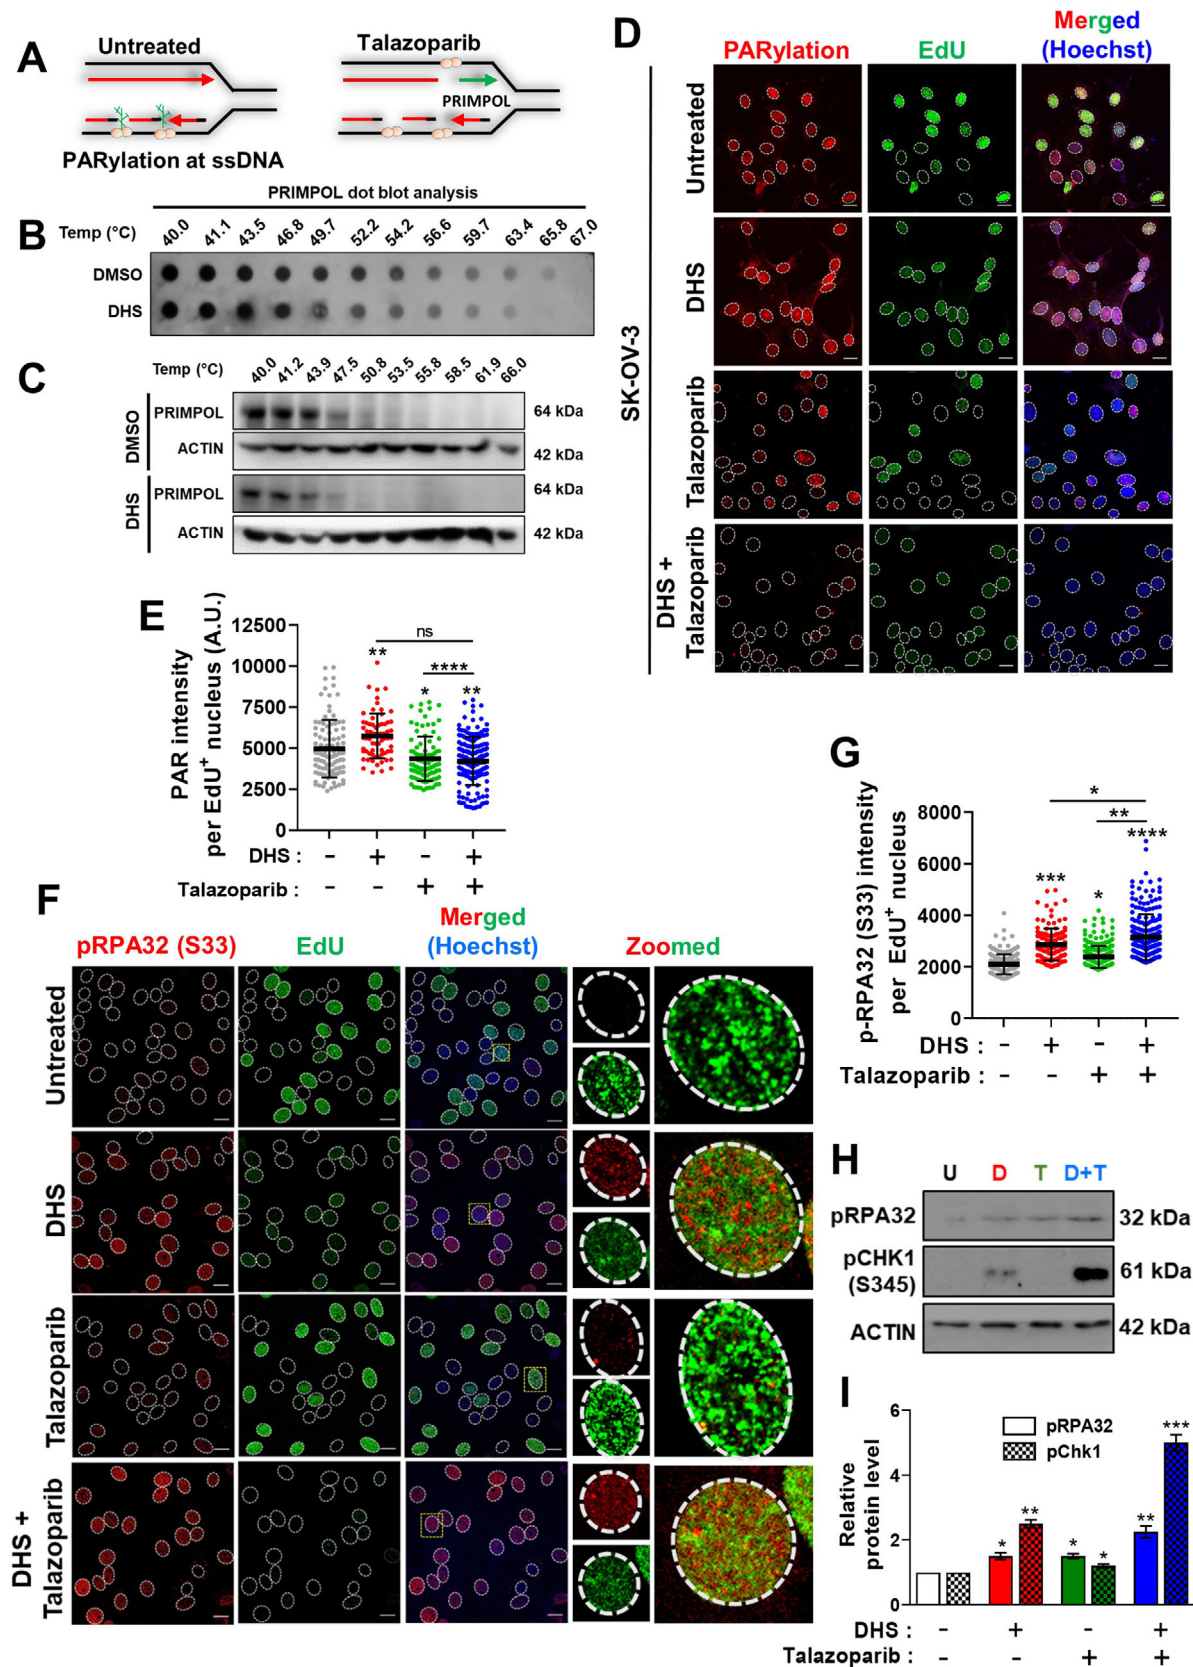 A
Untreated
Talazoparib
PRIMPOL
PARylation at ssDNA
PRIMPOL dot blot analysis
B
Temp (°C)
40.0 41.1 43.5 46.8 49.7 52.2 54.2 56.6 59.7 63.4 65.8 67.0
DMSO
DHS
C
Temp (°C)
40.0 41.2 43.9 47.5 50.8 53.5 55.8 58.5 61.9 66.0
DMSO
PRIMPOL
64 kDa
ACTIN
42 kDa
DHS
PRIMPOL
64 kDa
ACTIN
42 kDa
D
PARylation EdU Merged
(Hoechst)
SK-OV-3
Untreated
DHS
Talazoparib
DHS +
Talazoparib
E
PAR intensity
per EdU+ nucleus (A.U.)
12500
10000
7500
5000
2500
0
ns
**
****
*
**
DHS : - + - +
Talazoparib : - - + +
F
pRPA32 (S33) EdU Merged
(Hoechst)
Zoomed
Untreated
DHS
Talazoparib
DHS +
Talazoparib
G
p-RPA32 (S33) intensity
per EdU+ nucleus
8000
6000
4000
2000
0
*
**
****
***
*
DHS : - + - +
Talazoparib : - - + +
H
U D T D+T
pRPA32 32 kDa
pCHK1
(S345)
61 kDa
ACTIN 42 kDa
I
Relative
protein level
6
4
2
0
pRPA32
pChk1
* ** * * ** ***
DHS : - + - +
Talazoparib : - - + +